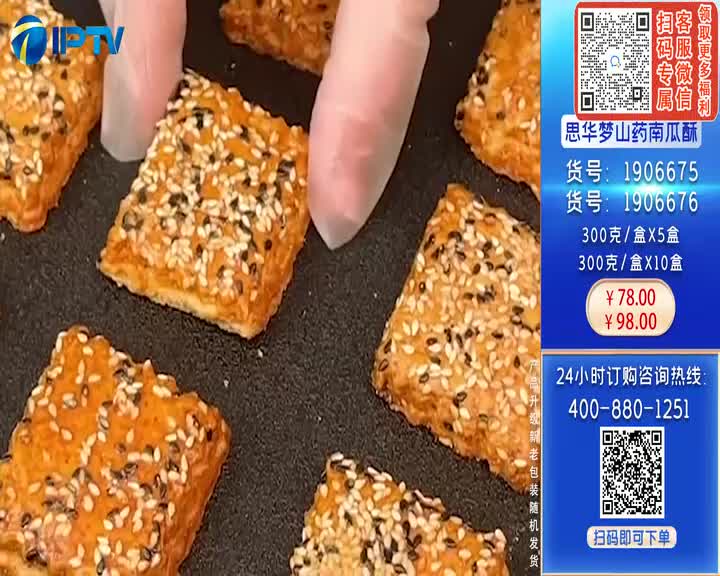 IPTV
扫码专属
客服微信
领取更多福利
思华梦山药南瓜酥
货号：1906675
货号：1906676
300克/盒X5盒
300克/盒X10盒
￥78.00
￥98.00
产品升级新老包装随机发货
24小时订购咨询热线:
400-880-1251
扫码即可下单